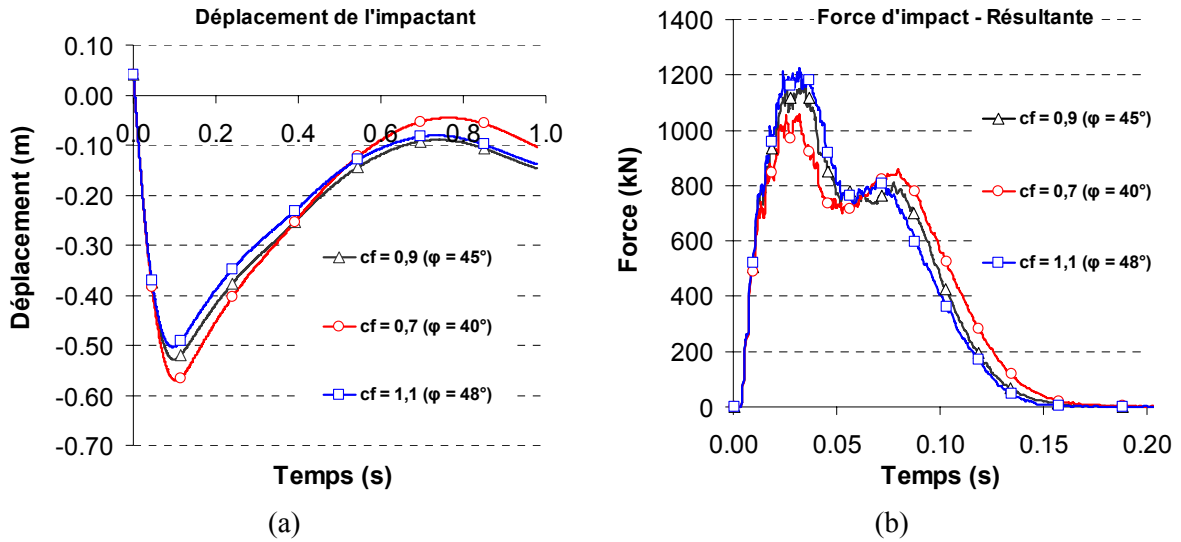 Déplacement de l'impactant
0.10
0.00
-0.10
-0.20
-0.30
-0.40
-0.50
-0.60
-0.70
0.0
0.2
0.4
0.6
0.8
1.0
Déplacement (m)
Temps (s)
cf = 0,9 (φ = 45°)
cf = 0,7 (φ = 40°)
cf = 1,1 (φ = 48°)
(a)
Force d'impact - Résultante
1400
1200
1000
800
600
400
200
0
0.00
0.05
0.10
0.15
0.20
Force (kN)
Temps (s)
cf = 0,9 (φ = 45°)
cf = 0,7 (φ = 40°)
cf = 1,1 (φ = 48°)
(b)